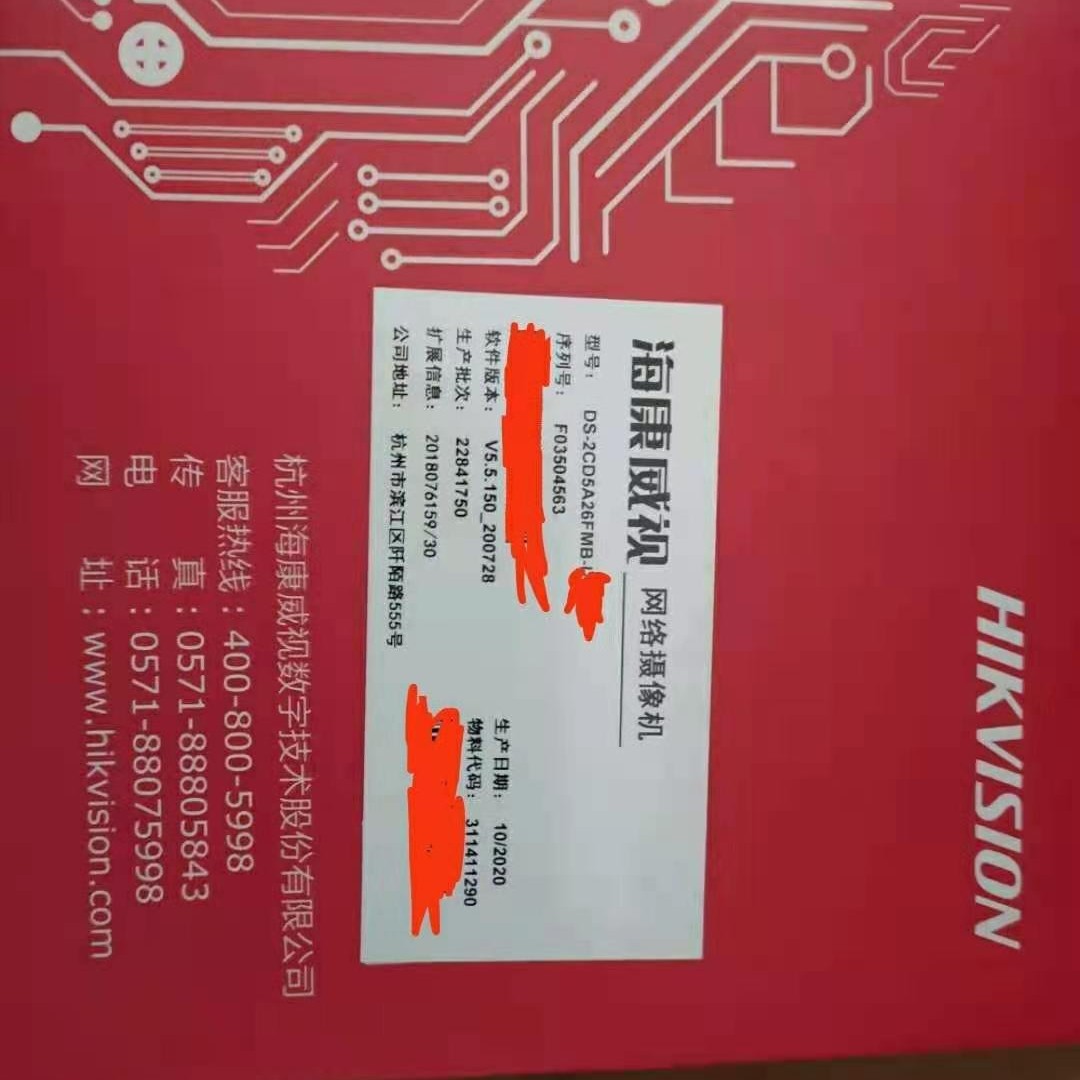 HIKVISION
海康威视 网络摄像机
型号: DS-2CD5A26FMB-
序列号: F03504563
软件版本: V5.5.150_200728
生产日期: 10/2020
生产批次: 22841750
物料代码: 311411290
扩展信息: 2018076159/30
公司地址: 杭州市滨江区阡陌路555号
杭州海康威视数字技术股份有限公司
客服热线:400-800-5998
传 真:0571-88805843
电 话:0571-88075998
网 址:www.hikvision.com